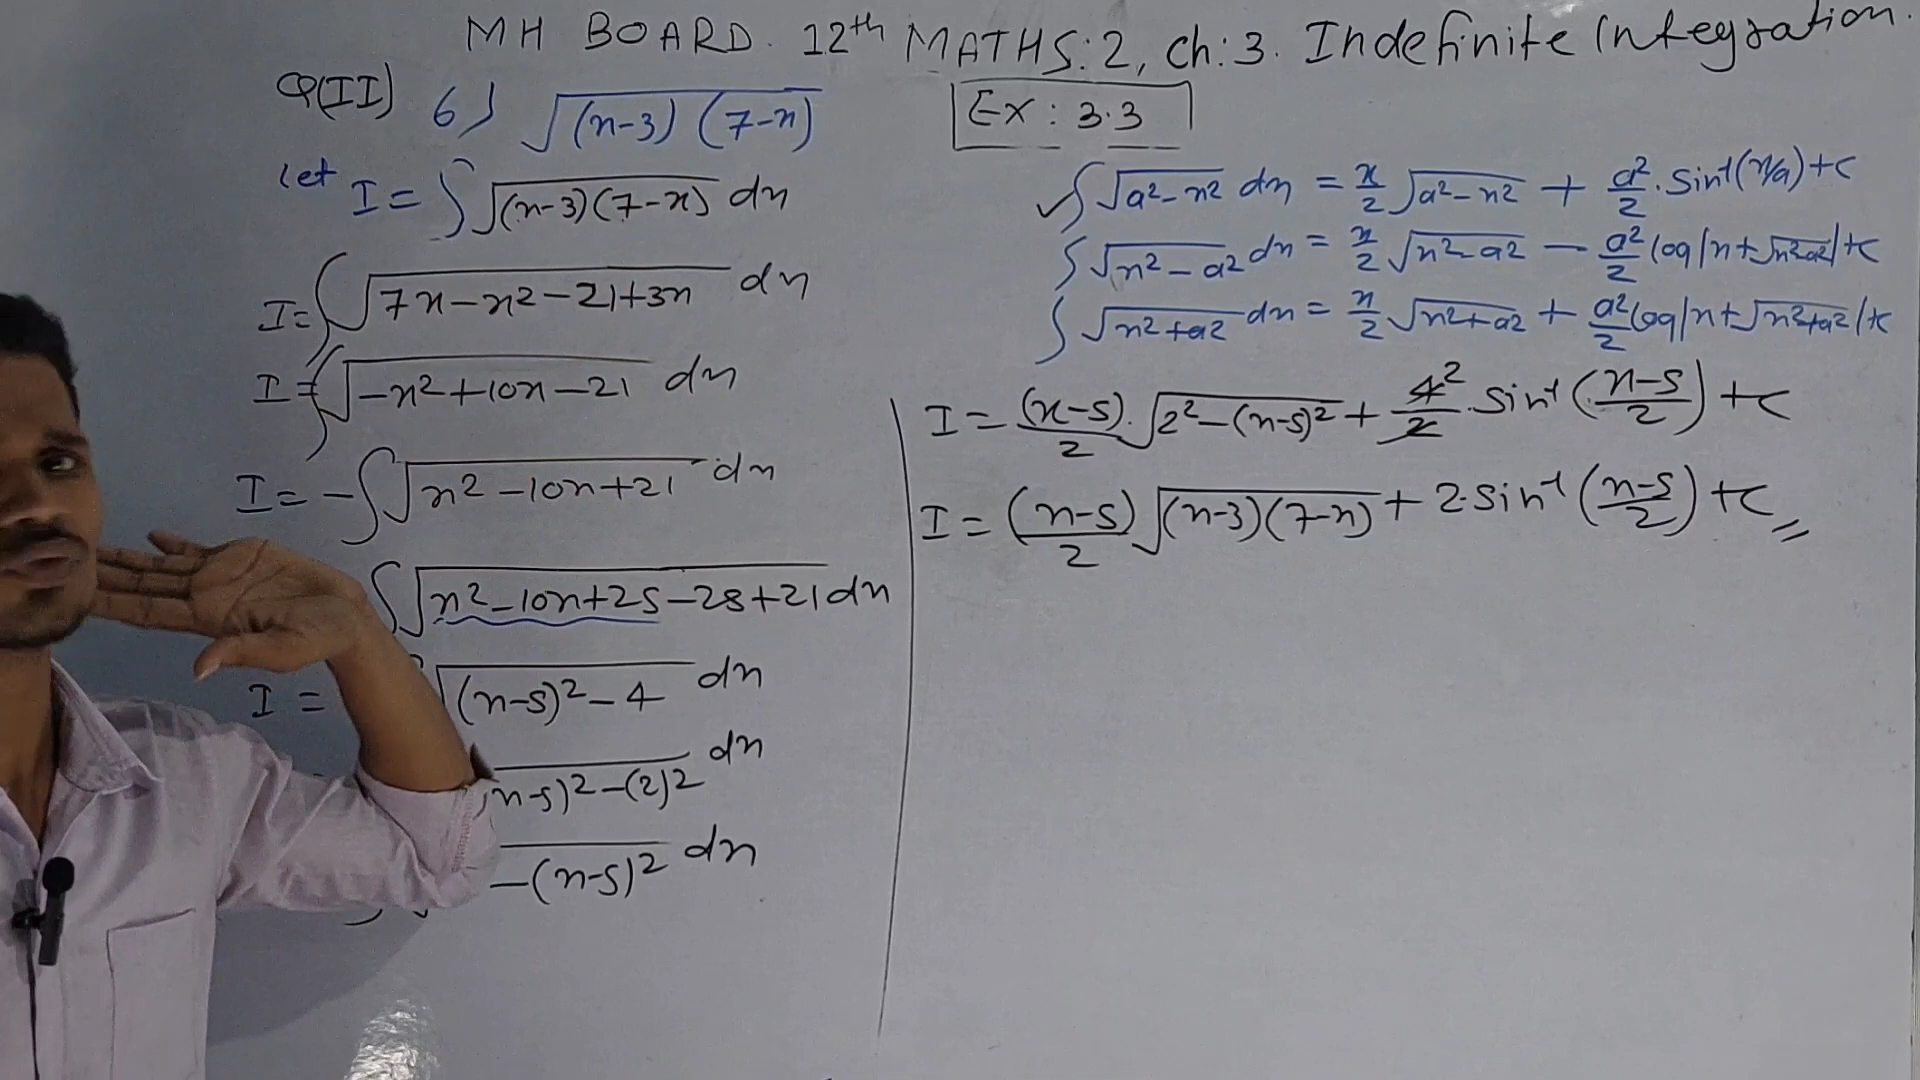 MH BOARD. 12th MATHS:2, Ch:3. Indefinite Integration.
Q(II) 6) √(x-3)(7-x)
Ex: 3.3
let I = ∫√(x-3)(7-x) dx
I = ∫√7x-x²-21+3x dx
I = ∫√-x²+10x-21 dx
I = -∫√x²-10x+21 dx
∫√x²-10x+25-25+21 dx
I = √(x-5)²-4 dx
x-5)²-(2)² dx
-(x-5)² dx
✓∫√a²-x² dx = x/2 √a²-x² + a²/2 . sin⁻¹(x/a)+c
∫√x²-a² dx = x/2 √x²-a² - a²/2 log|x+√x²-a²|+c
∫√x²+a² dx = x/2 √x²+a² + a²/2 log|x+√x²+a²|+c
I = (x-5)/2 . √2²-(x-5)² + 4²/2 . sin⁻¹(x-5/2)+c
I = (x-5/2) √(x-3)(7-x) + 2.sin⁻¹(x-5/2)+c